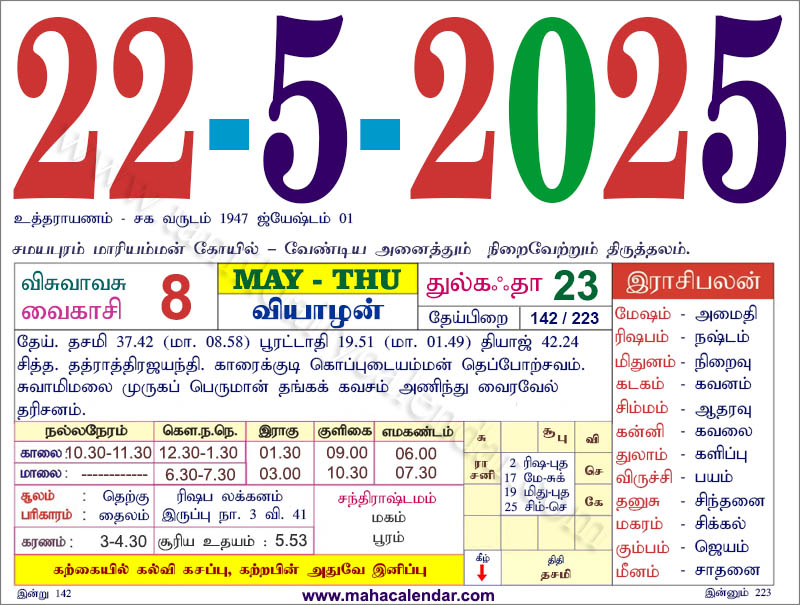 22-5-2025
உத்தராயணம் - சக வருடம் 1947 ஜ்யேஷ்டம் 01
சமயபுரம் மாரியம்மன் கோயில் – வேண்டிய அனைத்தும் நிறைவேற்றும் திருத்தலம்.
விசுவாவசு
வைகாசி
8
MAY - THU
வியாழன்
துல்கஃதா 23
தேய்பிறை 142 / 223
தேய். தசமி 37.42 (மா. 08.58) பூரட்டாதி 19.51 (மா. 01.49) தியாஜ் 42.24
சித்த. தத்ராத்திரஜயந்தி. காரைக்குடி கொப்புடையம்மன் தெப்போற்சவம்.
சுவாமிமலை முருகப் பெருமான் தங்கக் கவசம் அணிந்து வைரவேல்
தரிசனம்.
நல்லநேரம் கௌ.ந.நெ. இராகு குளிகை எமகண்டம்
காலை: 10.30-11.30 12.30-1.30 01.30 09.00 06.00
மாலை: ------------ 6.30-7.30 03.00 10.30 07.30
சூலம் : தெற்கு
பரிகாரம் : தைலம்
ரிஷப லக்கனம்
இருப்பு நா. 3 வி. 41
சந்திராஷ்டமம்
மகம்
பூரம்
கரணம் : 3-4.30 சூரிய உதயம் : 5.53
கற்கையில் கல்வி கசப்பு, கற்றபின் அதுவே இனிப்பு
சு
சூ
பு
வி
ரா
சனி
2 ரிஷ-புத
17 மே-சுக்
19 மிது-புத
25 சிம்-செ
செ
கே
கீழ்
திதி
தசமி
இராசிபலன்
மேஷம் - அமைதி
ரிஷபம் - நஷ்டம்
மிதுனம் - நிறைவு
கடகம் - கவனம்
சிம்மம் - ஆதரவு
கன்னி - கவலை
துலாம் - களிப்பு
விருச்சி - பயம்
தனுசு - சிந்தனை
மகரம் - சிக்கல்
கும்பம் - ஜெயம்
மீனம் - சாதனை
இன்று 142
www.mahacalendar.com
இன்னும் 223